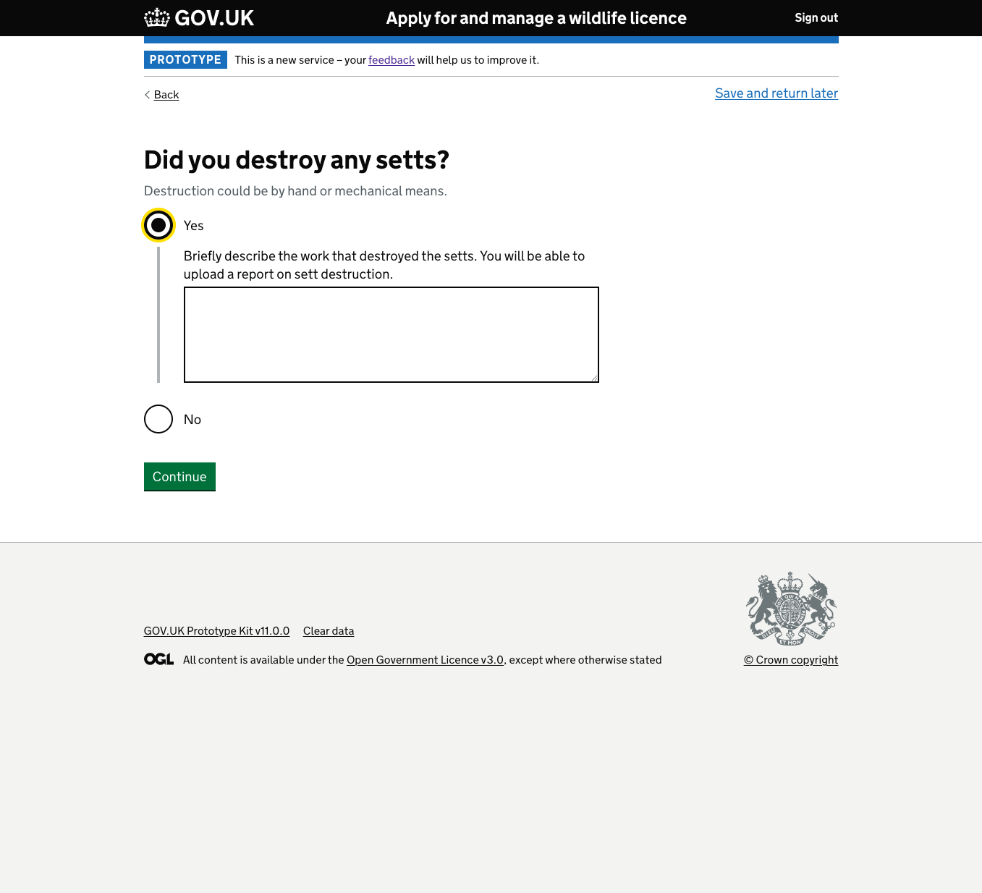 GOV.UK
Apply for and manage a wildlife licence
Sign out
PROTOTYPE This is a new service – your feedback will help us to improve it.
Back
Save and return later
Did you destroy any setts?
Destruction could be by hand or mechanical means.
Yes
Briefly describe the work that destroyed the setts. You will be able to
upload a report on sett destruction.
No
Continue
GOV.UK Prototype Kit v11.0.0 Clear data
OGL All content is available under the Open Government Licence v3.0, except where otherwise stated
© Crown copyright